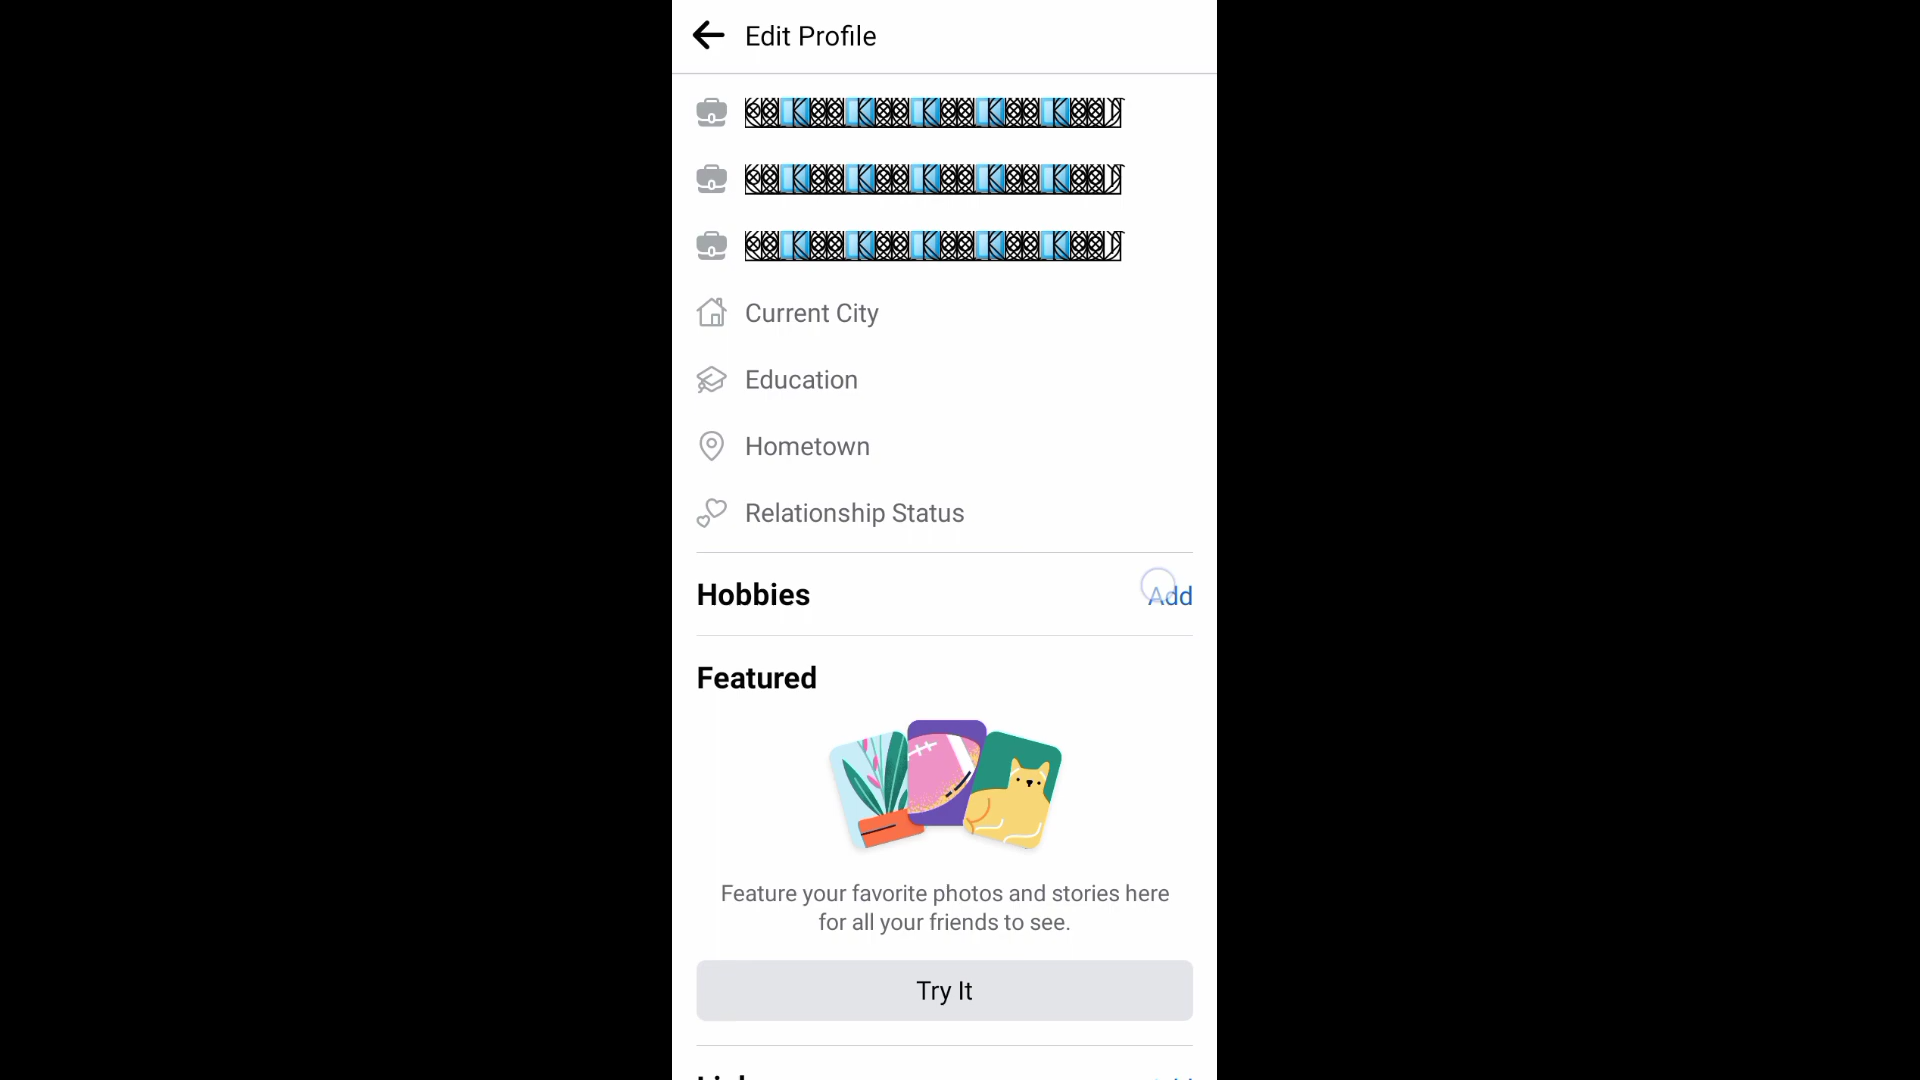 Edit Profile
Current City
Education
Hometown
Relationship Status
Hobbies
Add
Featured
Feature your favorite photos and stories here
for all your friends to see.
Try It